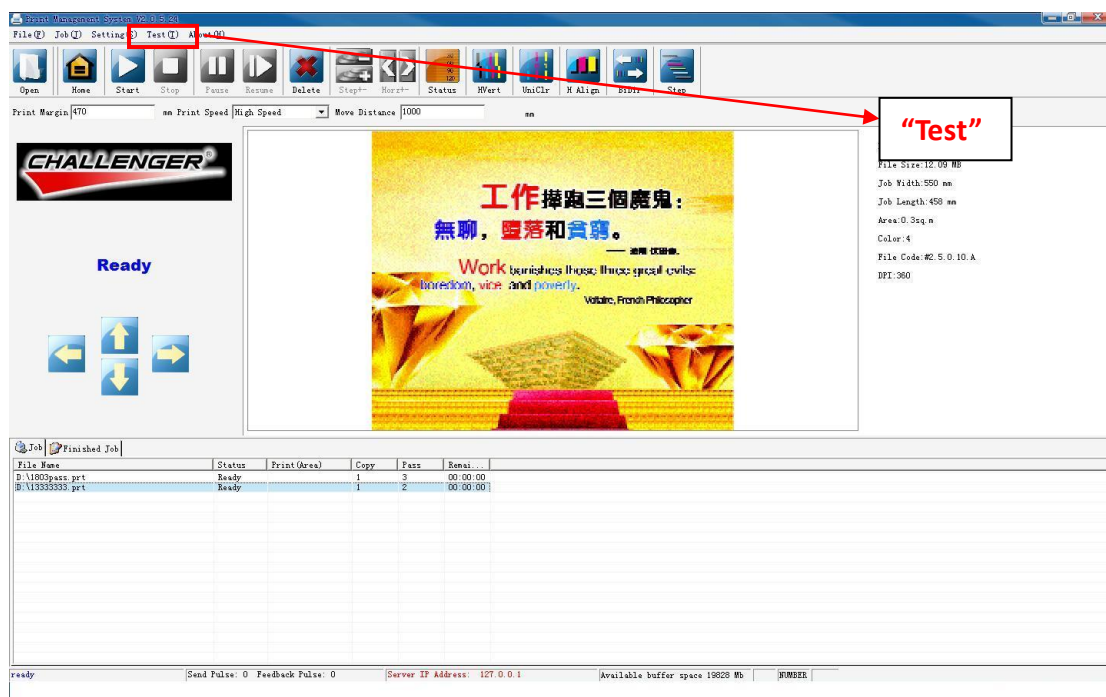 Print Management System V2.0.5.24
File(F) Job(J) Setting(S) Test(T) About(H)
Open Home Start Stop Pause Resume Delete Step+- Horz+- Status HVert UniClr H Align BiDir Step
Print Margin 470 mm Print Speed High Speed Move Distance 1000 mm
“Test”
CHALLENGER®
File Size:12.09 MB
Job Width:550 mm
Job Length:458 mm
Area:0.3sq.m
Color:4
File Code:#2.5.0.10.A
DPI:360
Ready
工作攆跑三個魔鬼:
無聊,墮落和貧窮。
Work banishes those three great evils:
boredom, vice and poverty.
Voltaire, French Philosopher
Job Finished Job
File Name Status Print(Area) Copy Pass Remai...
D:\1803pass.prt Ready 1 3 00:00:00
D:\13333333.prt Ready 1 2 00:00:00
ready Send Pulse: 0 Feedback Pulse: 0 Server IP Address: 127.0.0.1 Available buffer space 19828 Mb NUMBER